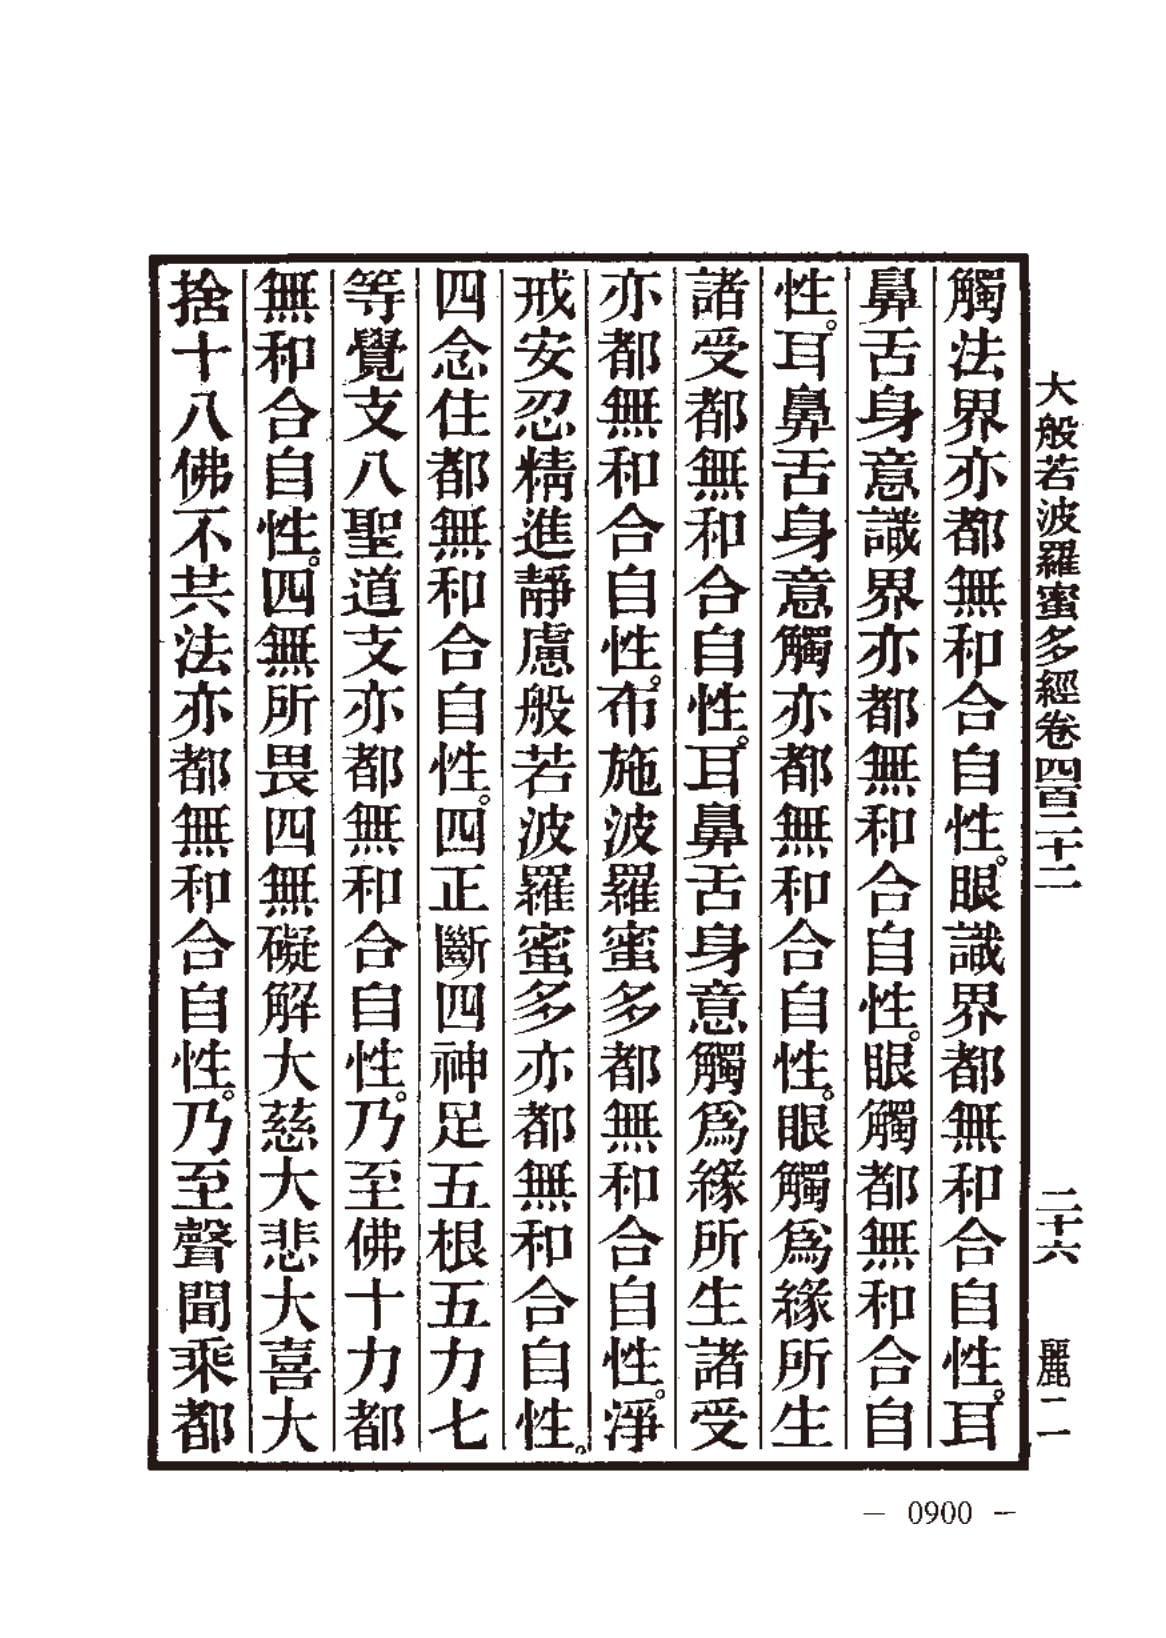 大般若波羅蜜多經卷四百二十二　二十六　麗二
觸法界亦都無和合自性。眼識界都無和合自性。耳
鼻舌身意識界亦都無和合自性。眼觸都無和合自
性。耳鼻舌身意觸亦都無和合自性。眼觸爲緣所生
諸受都無和合自性。耳鼻舌身意觸爲緣所生諸受
亦都無和合自性。布施波羅蜜多都無和合自性。淨
戒安忍精進靜慮般若波羅蜜多亦都無和合自性。
四念住都無和合自性。四正斷四神足五根五力七
等覺支八聖道支亦都無和合自性。乃至佛十力都
無和合自性。四無所畏四無礙解大慈大悲大喜大
捨十八佛不共法亦都無和合自性。乃至聲聞乘都
— 0900 —